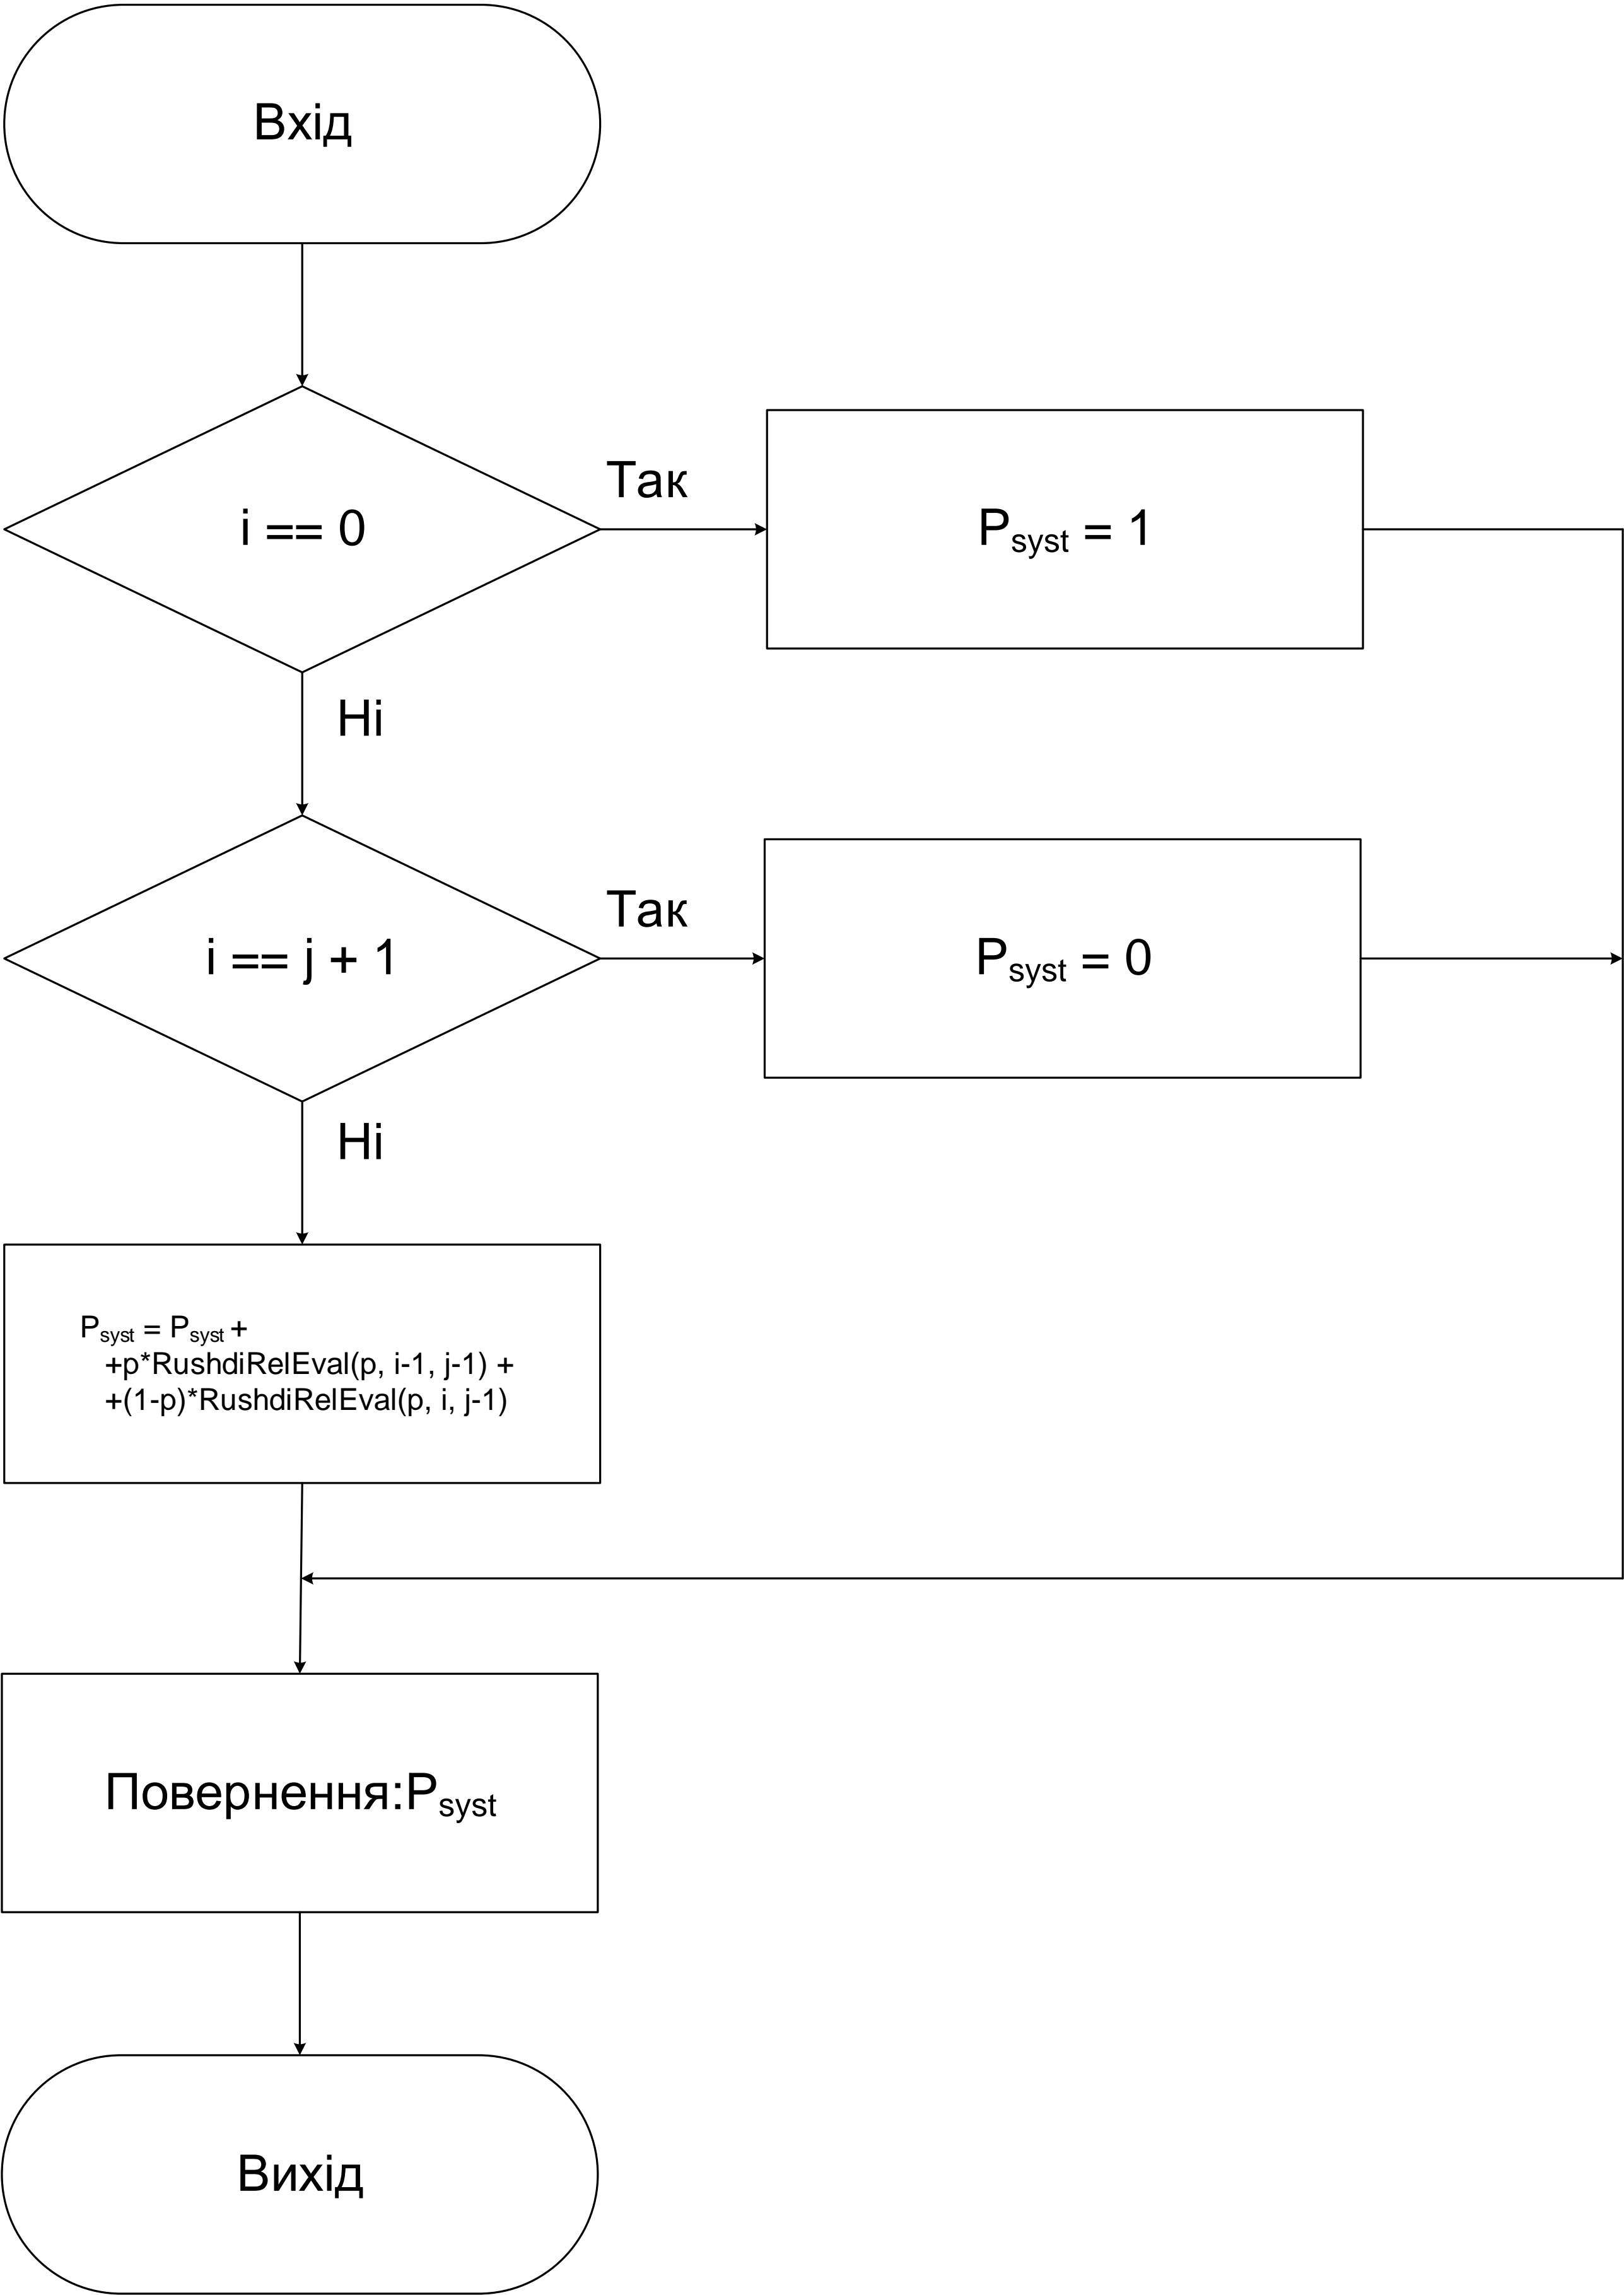 Вхід
i == 0
Так
Psyst = 1
Ні
i == j + 1
Так
Psyst = 0
Ні
Psyst = Psyst +
+p*RushdiRelEval(p, i-1, j-1) +
+(1-p)*RushdiRelEval(p, i, j-1)
Повернення:Psyst
Вихід